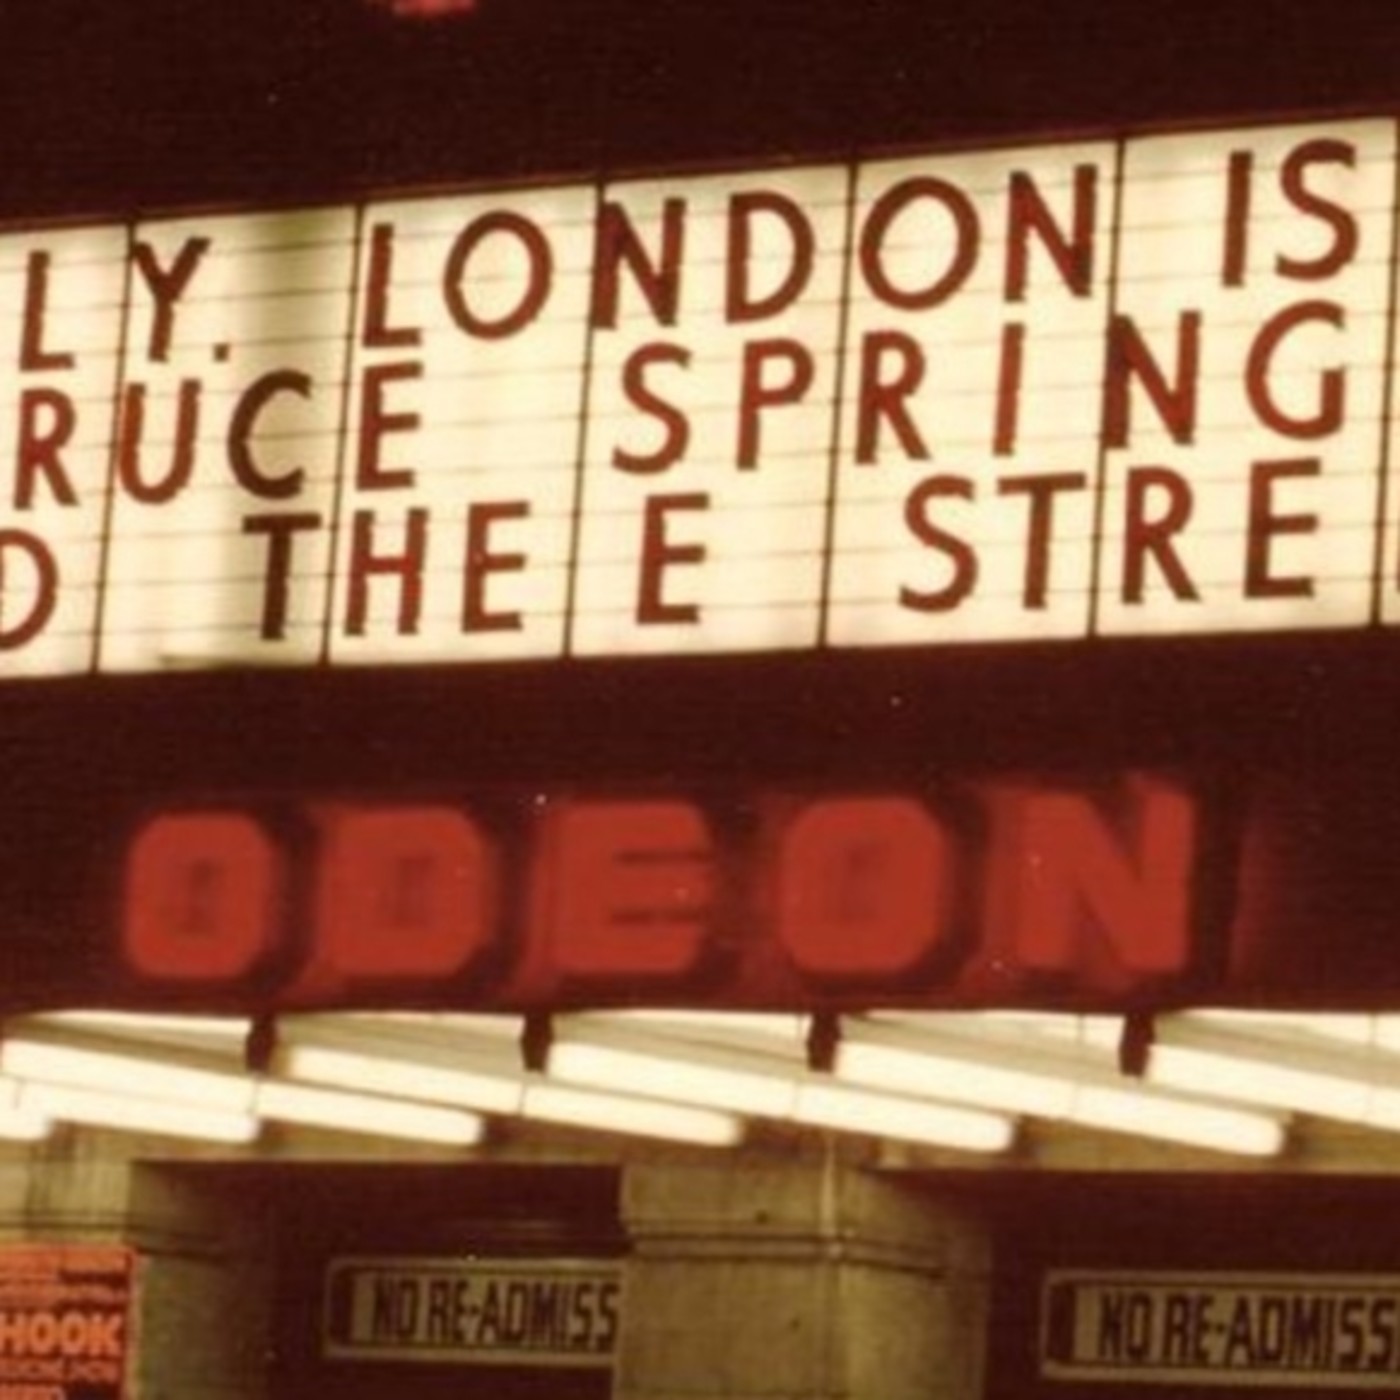 LY. LONDON IS
RUCE SPRING
D THE E STRE
ODEON
NO RE-ADMISS
NO RE-ADMISS
HOOK